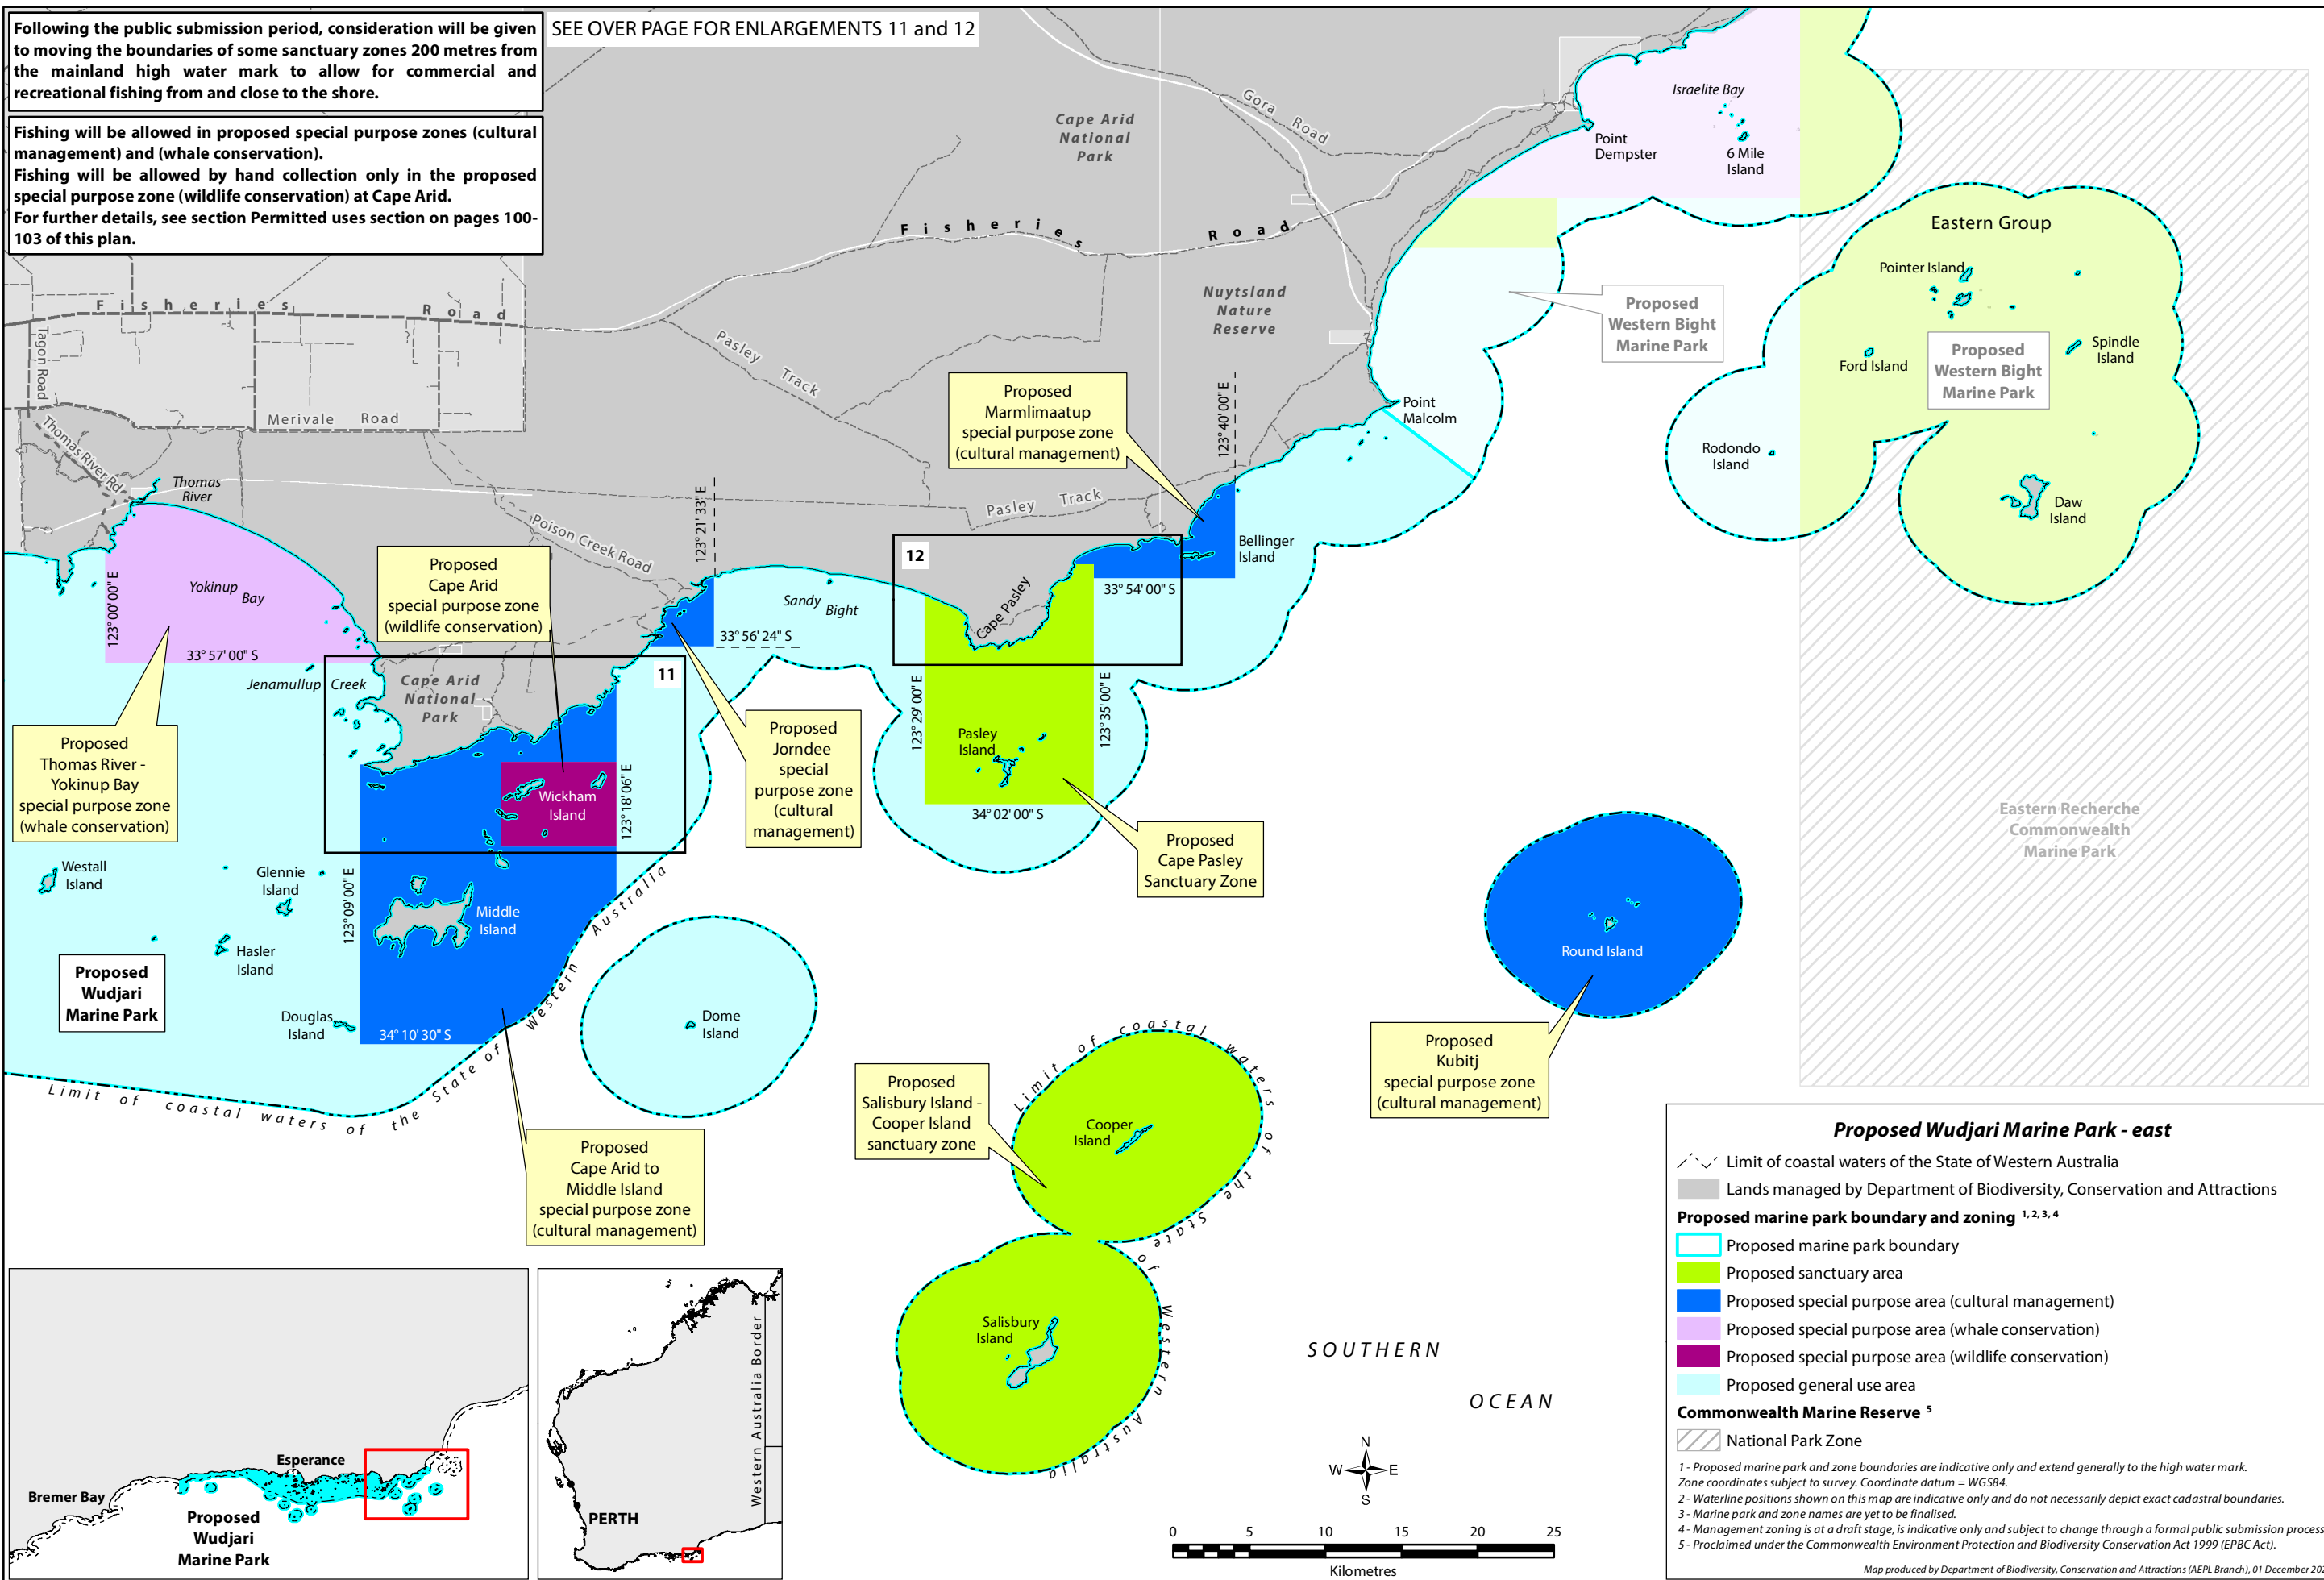 Following the public submission period, consideration will be given
to moving the boundaries of some sanctuary zones 200 metres from
the mainland high water mark to allow for commercial and
recreational fishing from and close to the shore.
Fishing will be allowed in proposed special purpose zones (cultural
management) and (whale conservation).
Fishing will be allowed by hand collection only in the proposed
special purpose zone (wildlife conservation) at Cape Arid.
For further details, see section Permitted uses section on pages 100-
103 of this plan.
SEE OVER PAGE FOR ENLARGEMENTS 11 and 12
Cape Arid
National
Park
Gora Road
Israelite Bay
Point
Dempster
6 Mile
Island
Fisheries Road
Eastern Group
Pointer Island
Spindle
Island
Ford Island
Proposed
Western Bight
Marine Park
Proposed
Western Bight
Marine Park
Nuytsland
Nature
Reserve
Fisheries Road
Tagon Road
Merivale Road
Thomas River Rd
Thomas
River
Pasley Track
Proposed
Marmlimaatup
special purpose zone
(cultural management)
123° 40' 00" E
Point
Malcolm
Rodondo
Island
Daw
Island
Pasley Track
Poison Creek Road
123° 21' 33" E
12
Bellinger
Island
33° 54' 00" S
Cape Pasley
Sandy Bight
33° 56' 24" S
Proposed
Cape Arid
special purpose zone
(wildlife conservation)
Yokinup Bay
123° 00' 00" E
33° 57' 00" S
Jenamullup Creek
Cape Arid
National
Park
11
Proposed
Thomas River -
Yokinup Bay
special purpose zone
(whale conservation)
Proposed
Jorndee
special
purpose zone
(cultural
management)
123° 29' 00" E
123° 35' 00" E
Pasley
Island
34° 02' 00" S
Proposed
Cape Pasley
Sanctuary Zone
Wickham
Island
123° 18' 06" E
Westall
Island
Glennie
Island
123° 09' 00" E
Middle
Island
Hasler
Island
Proposed
Wudjari
Marine Park
Douglas
Island
34° 10' 30" S
Dome
Island
Limit of coastal waters of the State of Western Australia
Proposed
Cape Arid to
Middle Island
special purpose zone
(cultural management)
Eastern Recherche
Commonwealth
Marine Park
Round Island
Proposed
Kubitj
special purpose zone
(cultural management)
Proposed
Salisbury Island -
Cooper Island
sanctuary zone
Cooper
Island
Limit of coastal waters of the State of Western Australia
Salisbury
Island
SOUTHERN
OCEAN
N
W E
S
0 5 10 15 20 25
Kilometres
Esperance
Bremer Bay
Proposed
Wudjari
Marine Park
PERTH
Western Australia Border
Proposed Wudjari Marine Park - east
Limit of coastal waters of the State of Western Australia
Lands managed by Department of Biodiversity, Conservation and Attractions
Proposed marine park boundary and zoning 1, 2, 3, 4
Proposed marine park boundary
Proposed sanctuary area
Proposed special purpose area (cultural management)
Proposed special purpose area (whale conservation)
Proposed special purpose area (wildlife conservation)
Proposed general use area
Commonwealth Marine Reserve 5
National Park Zone
1 - Proposed marine park and zone boundaries are indicative only and extend generally to the high water mark.
Zone coordinates subject to survey. Coordinate datum = WGS84.
2 - Waterline positions shown on this map are indicative only and do not necessarily depict exact cadastral boundaries.
3 - Marine park and zone names are yet to be finalised.
4 - Management zoning is at a draft stage, is indicative only and subject to change through a formal public submission process
5 - Proclaimed under the Commonwealth Environment Protection and Biodiversity Conservation Act 1999 (EPBC Act).
Map produced by Department of Biodiversity, Conservation and Attractions (AEPL Branch), 01 December